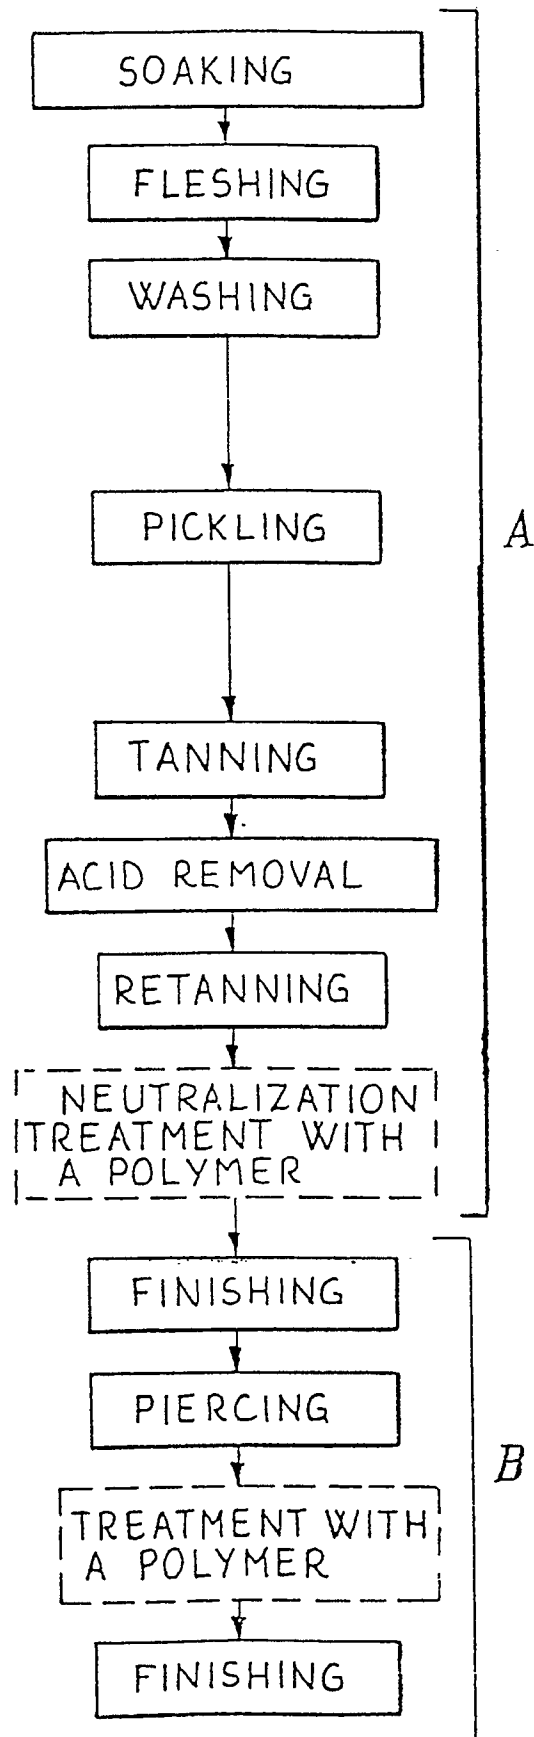 SOAKING
FLESHING
WASHING
PICKLING
A
TANNING
ACID REMOVAL
RETANNING
NEUTRALIZATION
TREATMENT WITH
A POLYMER
FINISHING
PIERCING
B
TREATMENT WITH
A POLYMER
FINISHING